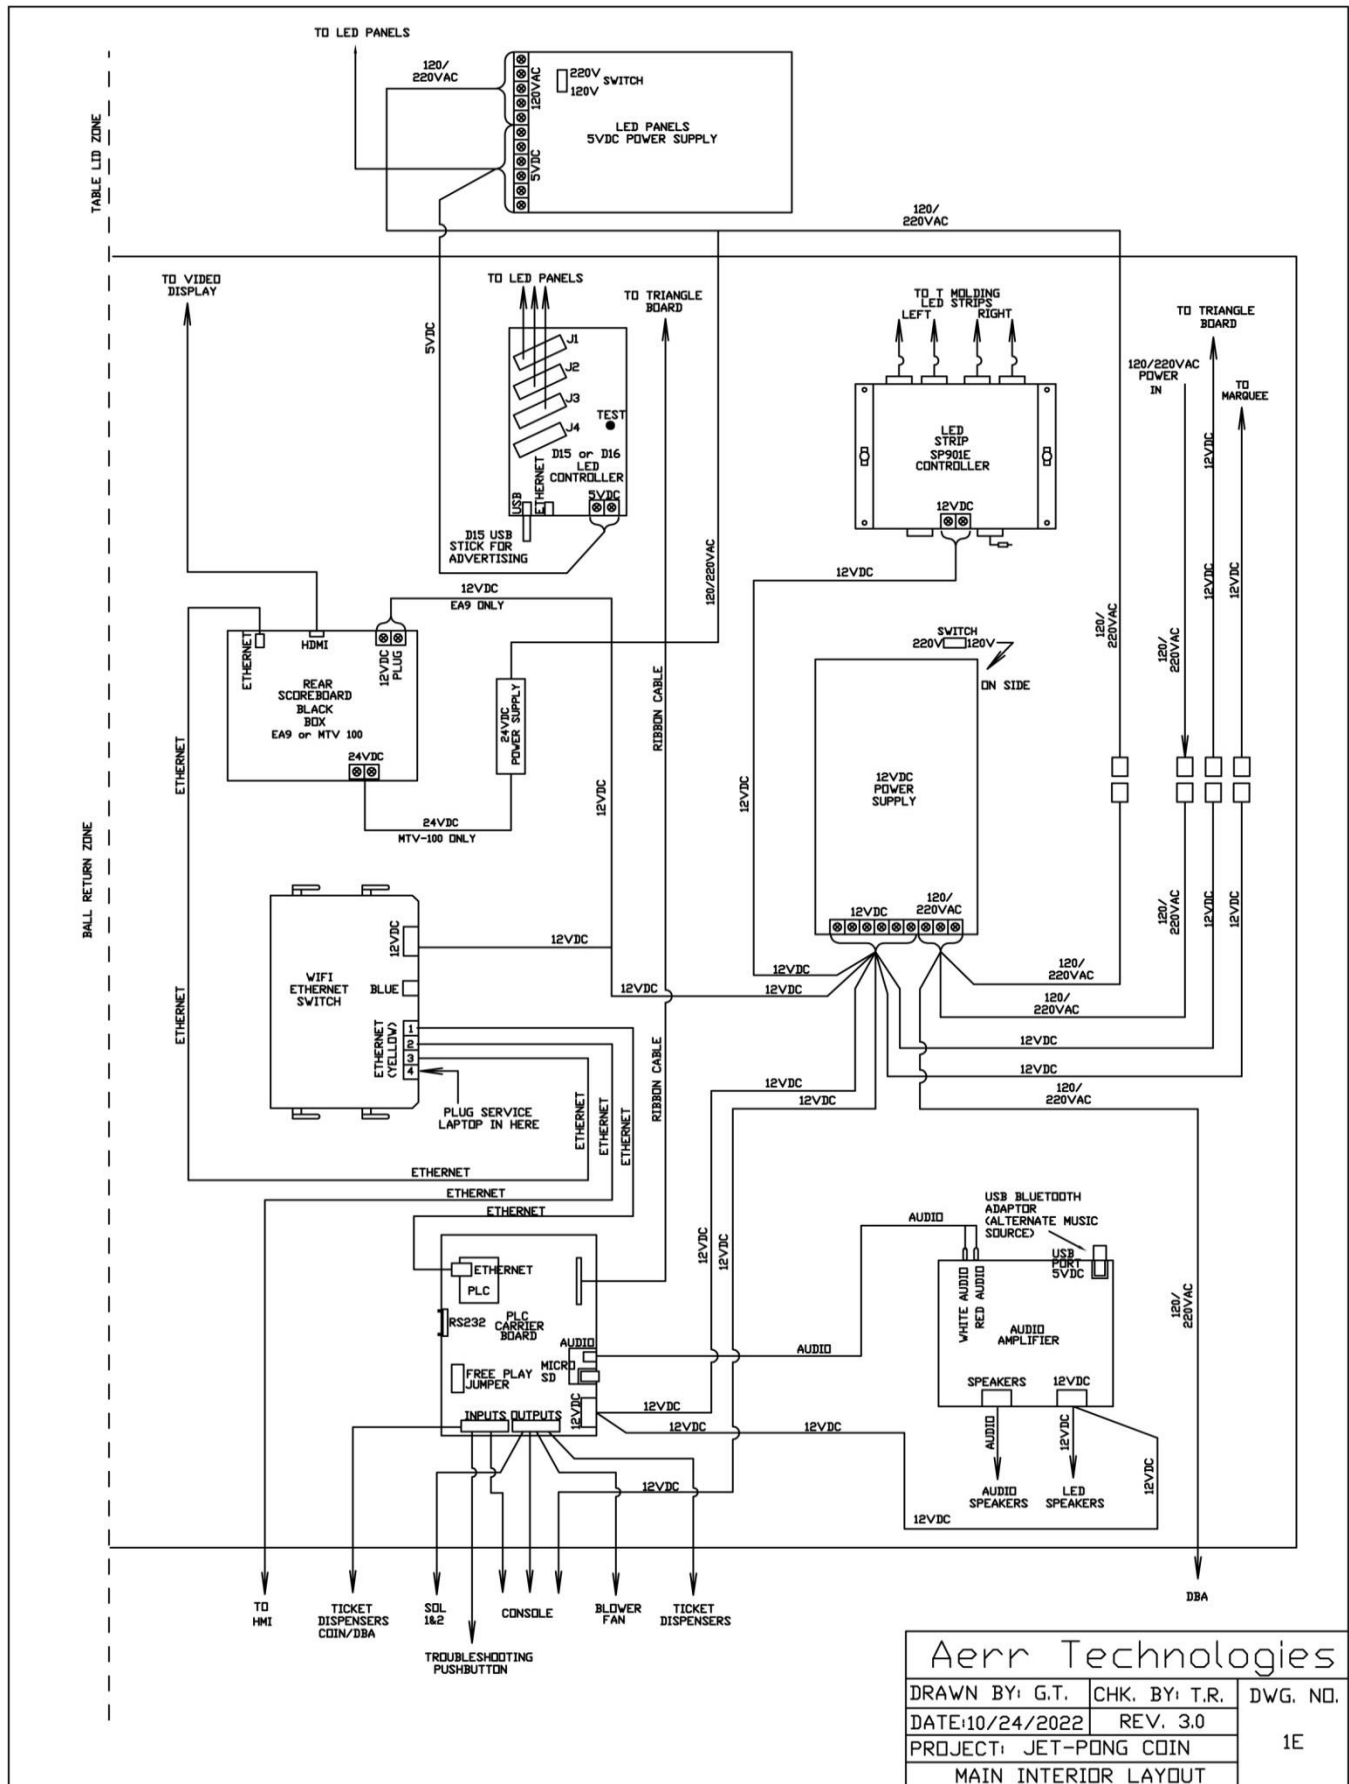 TO LED PANELS
120/
220VAC
120VAC
5VDC
220V
120V
SWITCH
LED PANELS
5VDC POWER SUPPLY
TABLE LID ZONE
120/
220VAC
TO VIDEO
DISPLAY
5VDC
TO LED PANELS
J1
J2
J3
J4
TEST
D15 or D16
LED
CONTROLLER
USB
ETHERNET
5VDC
D15 USB
STICK FOR
ADVERTISING
TO TRIANGLE
BOARD
TO T MOLDING
LED STRIPS
LEFT
RIGHT
LED
STRIP
SP901E
CONTROLLER
12VDC
12VDC
120/220VAC
POWER
IN
TO TRIANGLE
BOARD
TO
MARQUEE
12VDC
12VDC
12VDC
120/220VAC
12VDC
EA9 ONLY
ETHERNET
HDMI
12VDC
PLUG
REAR
SCOREBOARD
BLACK
BOX
EA9 or MTV 100
24VDC
24VDC
POWER SUPPLY
24VDC
MTV-100 ONLY
ETHERNET
12VDC
RIBBON CABLE
SWITCH
220V
120V
ON SIDE
12VDC
POWER
SUPPLY
12VDC
120/
220VAC
120/
220VAC
12VDC
120/
220VAC
120/
220VAC
12VDC
12VDC
BALL RETURN ZONE
WIFI
ETHERNET
SWITCH
12VDC
BLUE
ETHERNET
(YELLOW)
1
2
3
4
PLUG SERVICE
LAPTOP IN HERE
12VDC
12VDC
12VDC
12VDC
120/
220VAC
120/
220VAC
12VDC
12VDC
12VDC
12VDC
120/
220VAC
ETHERNET
ETHERNET
ETHERNET
ETHERNET
RIBBON CABLE
ETHERNET
ETHERNET
ETHERNET
12VDC
12VDC
AUDIO
USB BLUETOOTH
ADAPTOR
(ALTERNATE MUSIC
SOURCE)
USB
PORT
5VDC
WHITE AUDIO
RED AUDIO
AUDIO
AMPLIFIER
SPEAKERS
12VDC
120/
220VAC
ETHERNET
PLC
RS232
PLC
CARRIER
BOARD
AUDIO
MICRO
SD
FREE PLAY
JUMPER
INPUTS
OUTPUTS
12VDC
AUDIO
12VDC
12VDC
12VDC
12VDC
AUDIO
12VDC
12VDC
AUDIO
SPEAKERS
LED
SPEAKERS
12VDC
TO
HMI
TICKET
DISPENSERS
COIN/DBA
SOL
1&2
TROUBLESHOOTING
PUSHBUTTON
CONSOLE
BLOWER
FAN
TICKET
DISPENSERS
DBA
Aerr Technologies
DRAWN BY: G.T.
CHK. BY: T.R.
DWG. NO.
DATE:10/24/2022
REV. 3.0
PROJECT: JET-PONG COIN
1E
MAIN INTERIOR LAYOUT